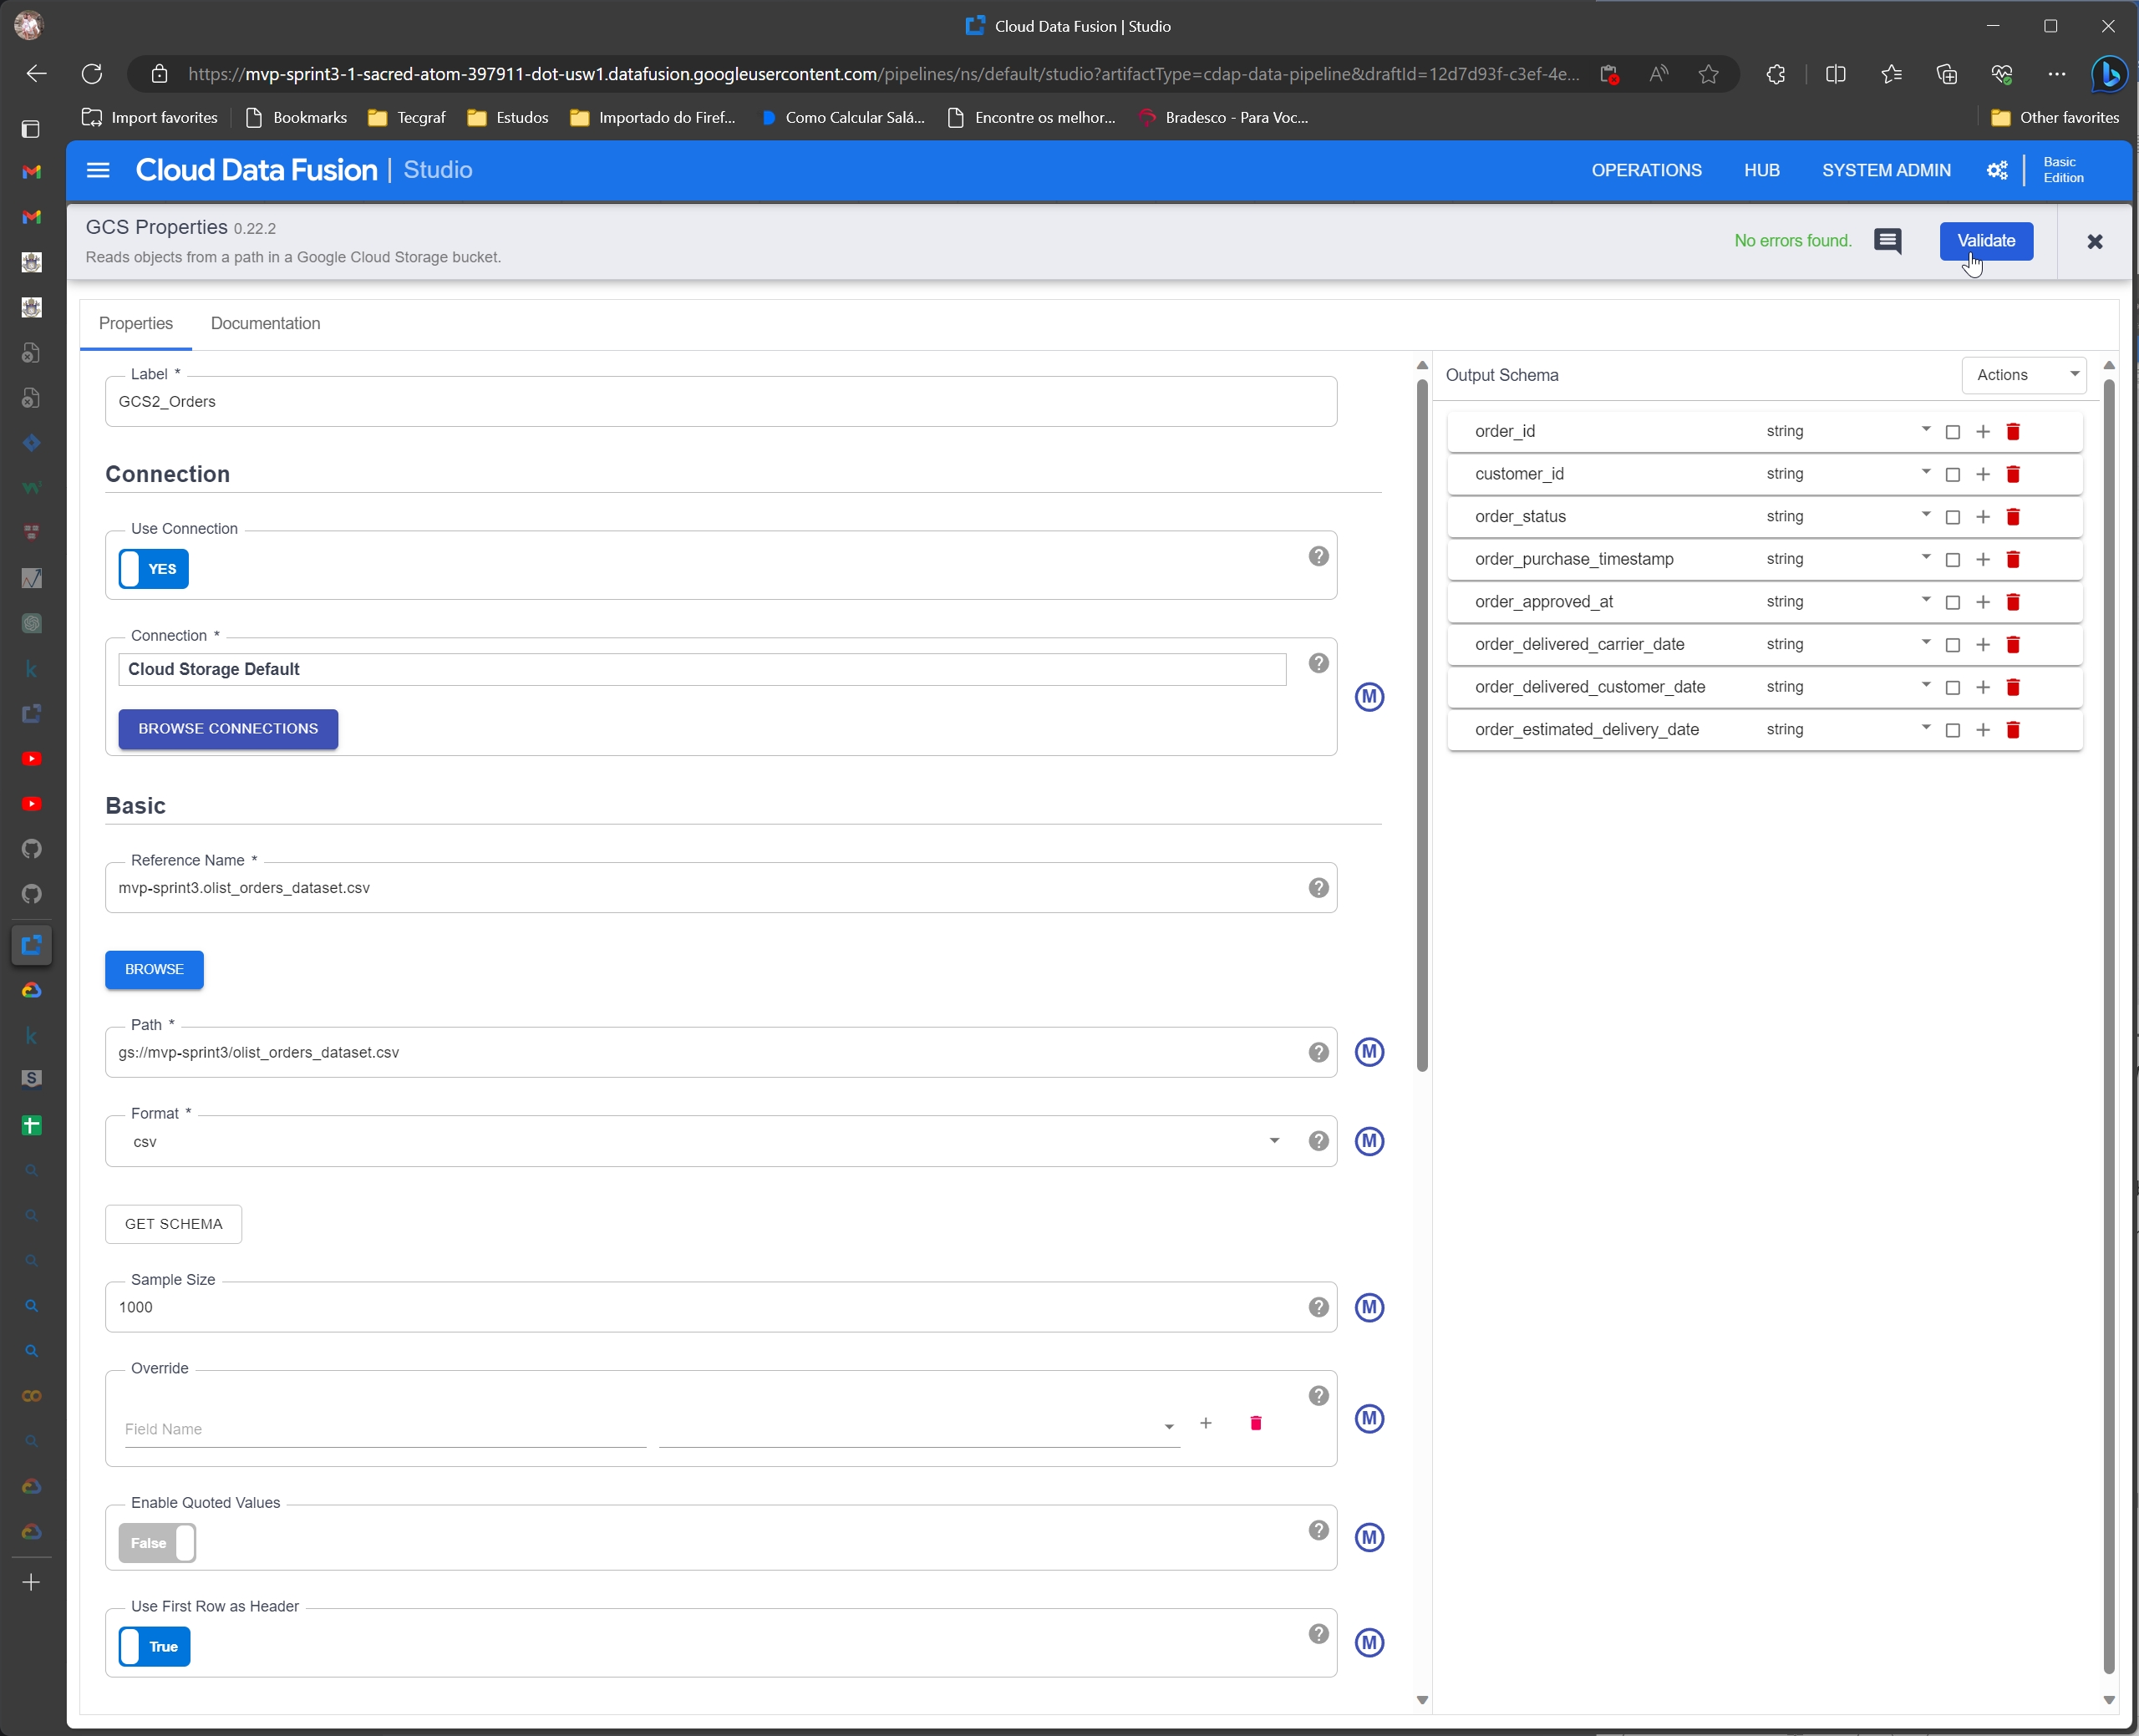 Cloud Data Fusion | Studio
https://mvp-sprint3-1-sacred-atom-397911-dot-usw1.datafusion.googleusercontent.com/pipelines/ns/default/studio?artifactType=cdap-data-pipeline&draftId=12d7d93f-c3ef-4e...
Import favorites
Bookmarks
Tecgraf
Estudos
Importado do Firef...
Como Calcular Salá...
Encontre os melhor...
Bradesco - Para Voc...
Other favorites
Cloud Data Fusion | Studio
OPERATIONS
HUB
SYSTEM ADMIN
Basic
Edition
GCS Properties 0.22.2
Reads objects from a path in a Google Cloud Storage bucket.
No errors found.
Validate
Properties
Documentation
Label *
GCS2_Orders
Connection
Use Connection
YES
Connection *
Cloud Storage Default
M
BROWSE CONNECTIONS
Basic
Reference Name *
mvp-sprint3.olist_orders_dataset.csv
BROWSE
Path *
gs://mvp-sprint3/olist_orders_dataset.csv
M
Format *
csv
M
GET SCHEMA
Sample Size
1000
M
Override
Field Name
M
Enable Quoted Values
False
M
Use First Row as Header
True
M
Output Schema
Actions
order_id string
customer_id string
order_status string
order_purchase_timestamp string
order_approved_at string
order_delivered_carrier_date string
order_delivered_customer_date string
order_estimated_delivery_date string